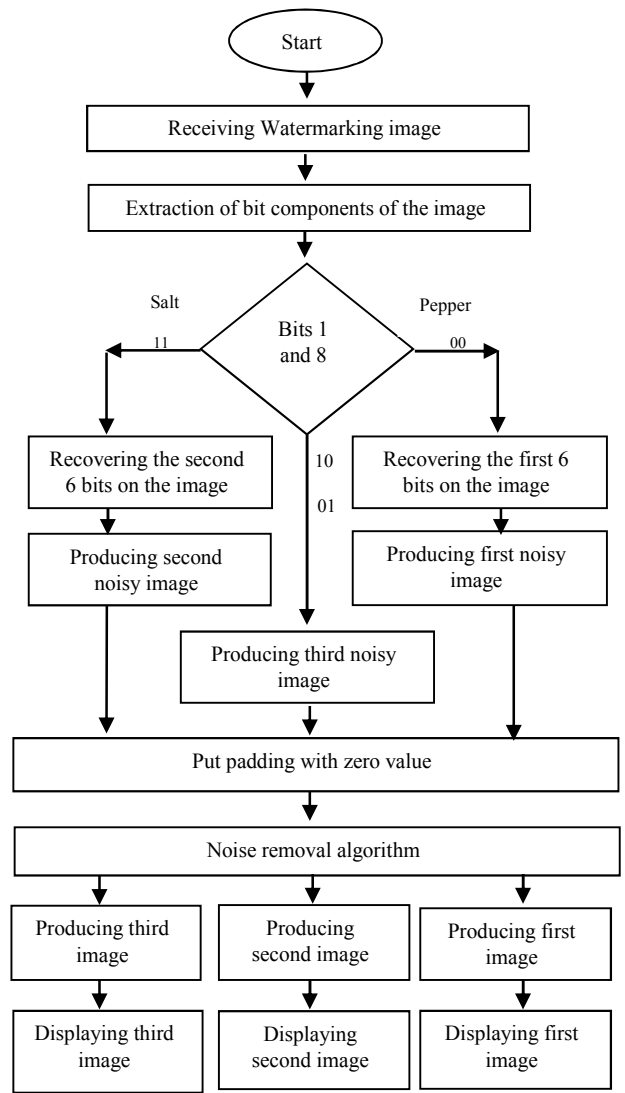 Start
Receiving Watermarking image
Extraction of bit components of the image
Salt
Pepper
Bits 1
and 8
11
00
Recovering the second
6 bits on the image
10
01
Recovering the first 6
bits on the image
Producing second
noisy image
Producing first noisy
image
Producing third noisy
image
Put padding with zero value
Noise removal algorithm
Producing third
image
Producing
second image
Producing first
image
Displaying third
image
Displaying
second image
Displaying first
image